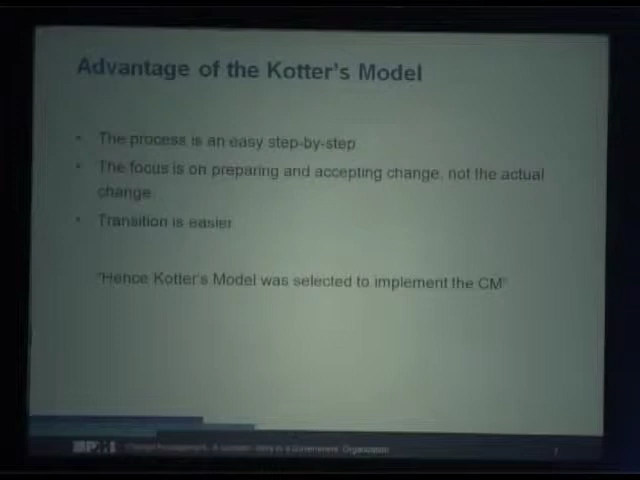 Advantage of the Kotter's Model
• The process is an easy step-by-step
• The focus is on preparing and accepting change, not the actual
change
• Transition is easier
"Hence Kotter's Model was selected to implement the CM"
Organization